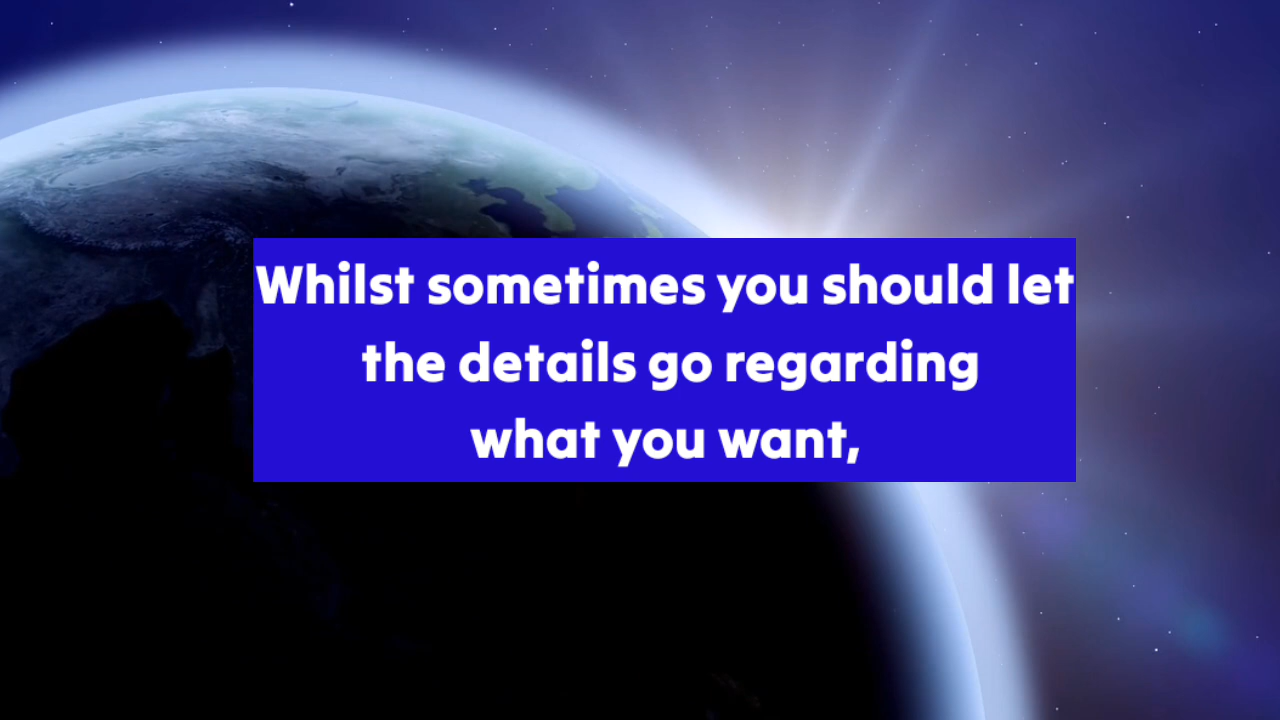 Whilst sometimes you should let
the details go regarding
what you want,